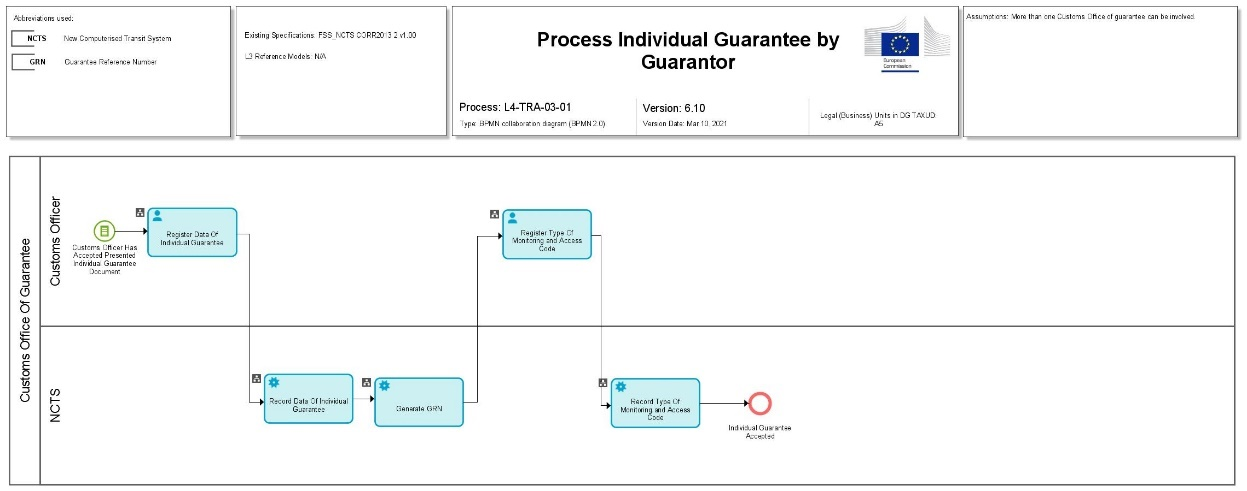 Abbreviations used:
NCTS New Computerised Transit System
GRN Guarantee Reference Number
Existing Specifications: FSS_NCTS CORR2013 2 v1.00
Reference Models: N/A
Process Individual Guarantee by
Guarantor
European
Commission
Process: L4-TRA-03-01
Type: BPMN collaboration diagram (BPMN 2.0)
Version: 6.10
Version Date: Mar 10, 2021
Legal (Business) Units in DG TAXUD:
A5
Assumptions: More than one Customs Office of guarantee can be involved.
Customs Office Of Guarantee
Customs Officer
Customs Officer Has
Accepted Presented
Individual Guarantee
Document
Register Data Of
Individual Guarantee
Register Type Of
Monitoring and Access
Code
NCTS
Record Data Of Individual
Guarantee
Generate GRN
Record Type Of
Monitoring and Access
Code
Individual Guarantee
Accepted